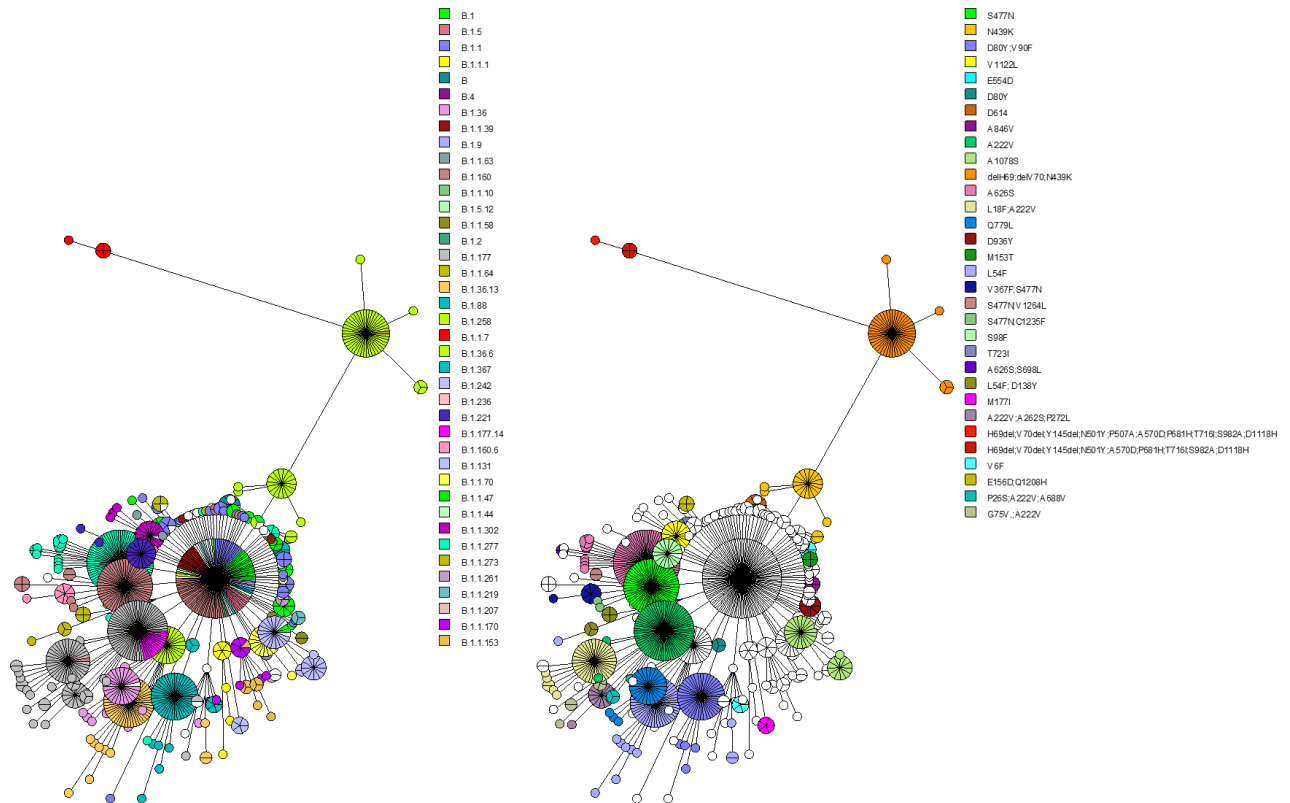 B.1
B.1.5
B.1.1
B.1.1.1
B
B.4
B.1.36
B.1.1.39
B.1.9
B.1.1.63
B.1.160
B.1.1.10
B.1.5.12
B.1.1.58
B.1.2
B.1.177
B.1.1.64
B.1.36.13
B.1.88
B.1.258
B.1.1.7
B.1.36.6
B.1.367
B.1.242
B.1.236
B.1.221
B.1.177.14
B.1.160.6
B.1.131
B.1.1.70
B.1.1.47
B.1.1.44
B.1.1.302
B.1.1.277
B.1.1.273
B.1.1.261
B.1.1.219
B.1.1.207
B.1.1.170
B.1.1.153
S477N
N439K
D80Y;V90F
V1122L
E554D
D80Y
D614
A846V
A222V
A1078S
delH69;delV70;N439K
A626S
L18F;A222V
Q779L
D936Y
M153T
L54F
V367F;S477N
S477N;V1264L
S477N;C1235F
S98F
T723I
A626S;S698L
L54F; D138Y
M177I
A222V;A262S;P272L
H69del;V70del;Y145del;N501Y;P507A;A570D;P681H;T716I;S982A;D1118H
H69del;V70del;Y145del;N501Y;A570D;P681H;T716I;S982A;D1118H
V6F
E156D;Q1208H
P26S;A222V;A688V
G75V,;A222V